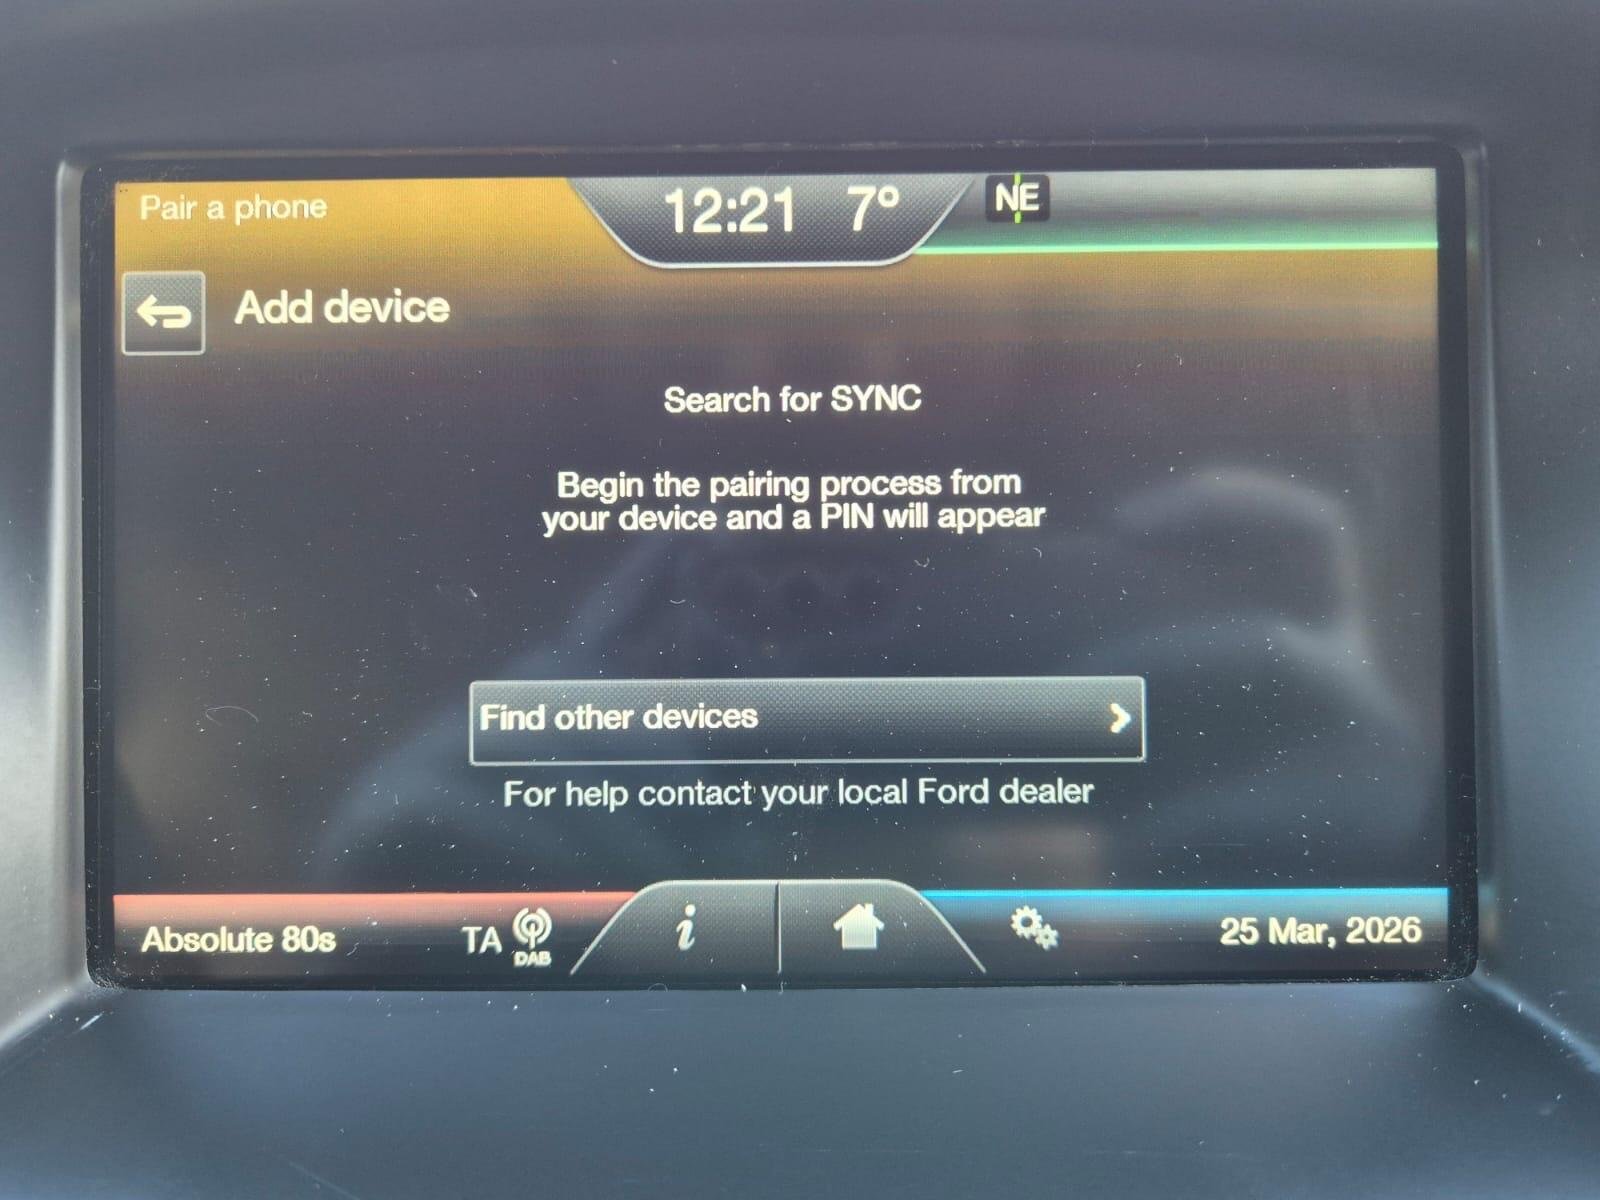 Pair a phone
12:21 7°
NE
Add device
Search for SYNC
Begin the pairing process from
your device and a PIN will appear
Find other devices
For help contact your local Ford dealer
Absolute 80s
TA
DAB
i
25 Mar, 2026